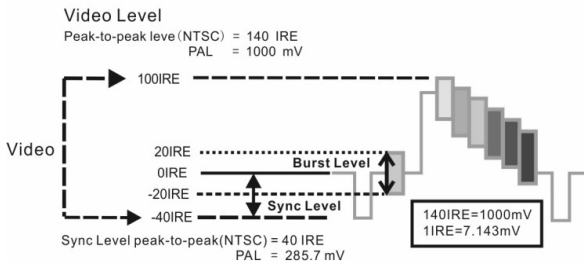 Video Level
Peak-to-peak leve(NTSC) = 140 IRE
PAL = 1000 mV
100IRE
Video
20IRE
Burst Level
0IRE
-20IRE
Sync Level
-40IRE
140IRE=1000mV
1IRE=7.143mV
Sync Level peak-to-peak(NTSC) = 40 IRE
PAL = 285.7 mV